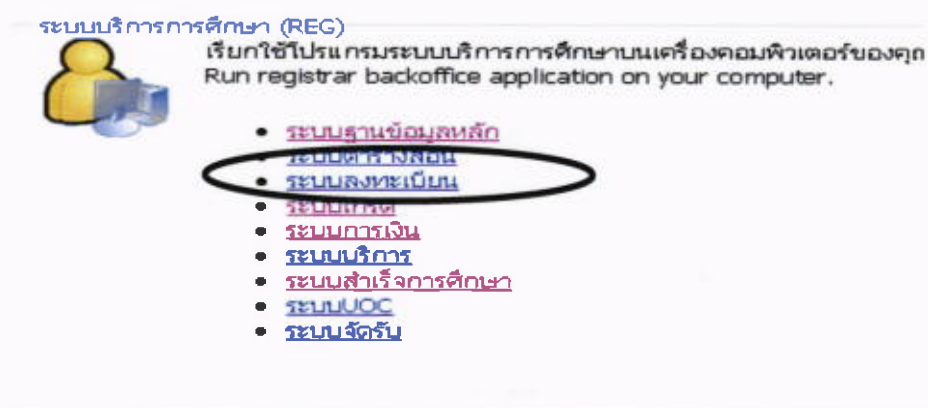 ระบบบริการการศึกษา (REG)
เรียกใช้โปรแกรมระบบบริการการศึกษาบนเครื่องคอมพิวเตอร์ของคุณ
Run registrar backoffice application on your computer.
ระบบฐานข้อมูลหลัก
ระบบตารางสอน
ระบบลงทะเบียน
ระบบเกรด
ระบบการเงิน
ระบบบริการ
ระบบสำเร็จการศึกษา
ระบบUOC
ระบบจัดรับ